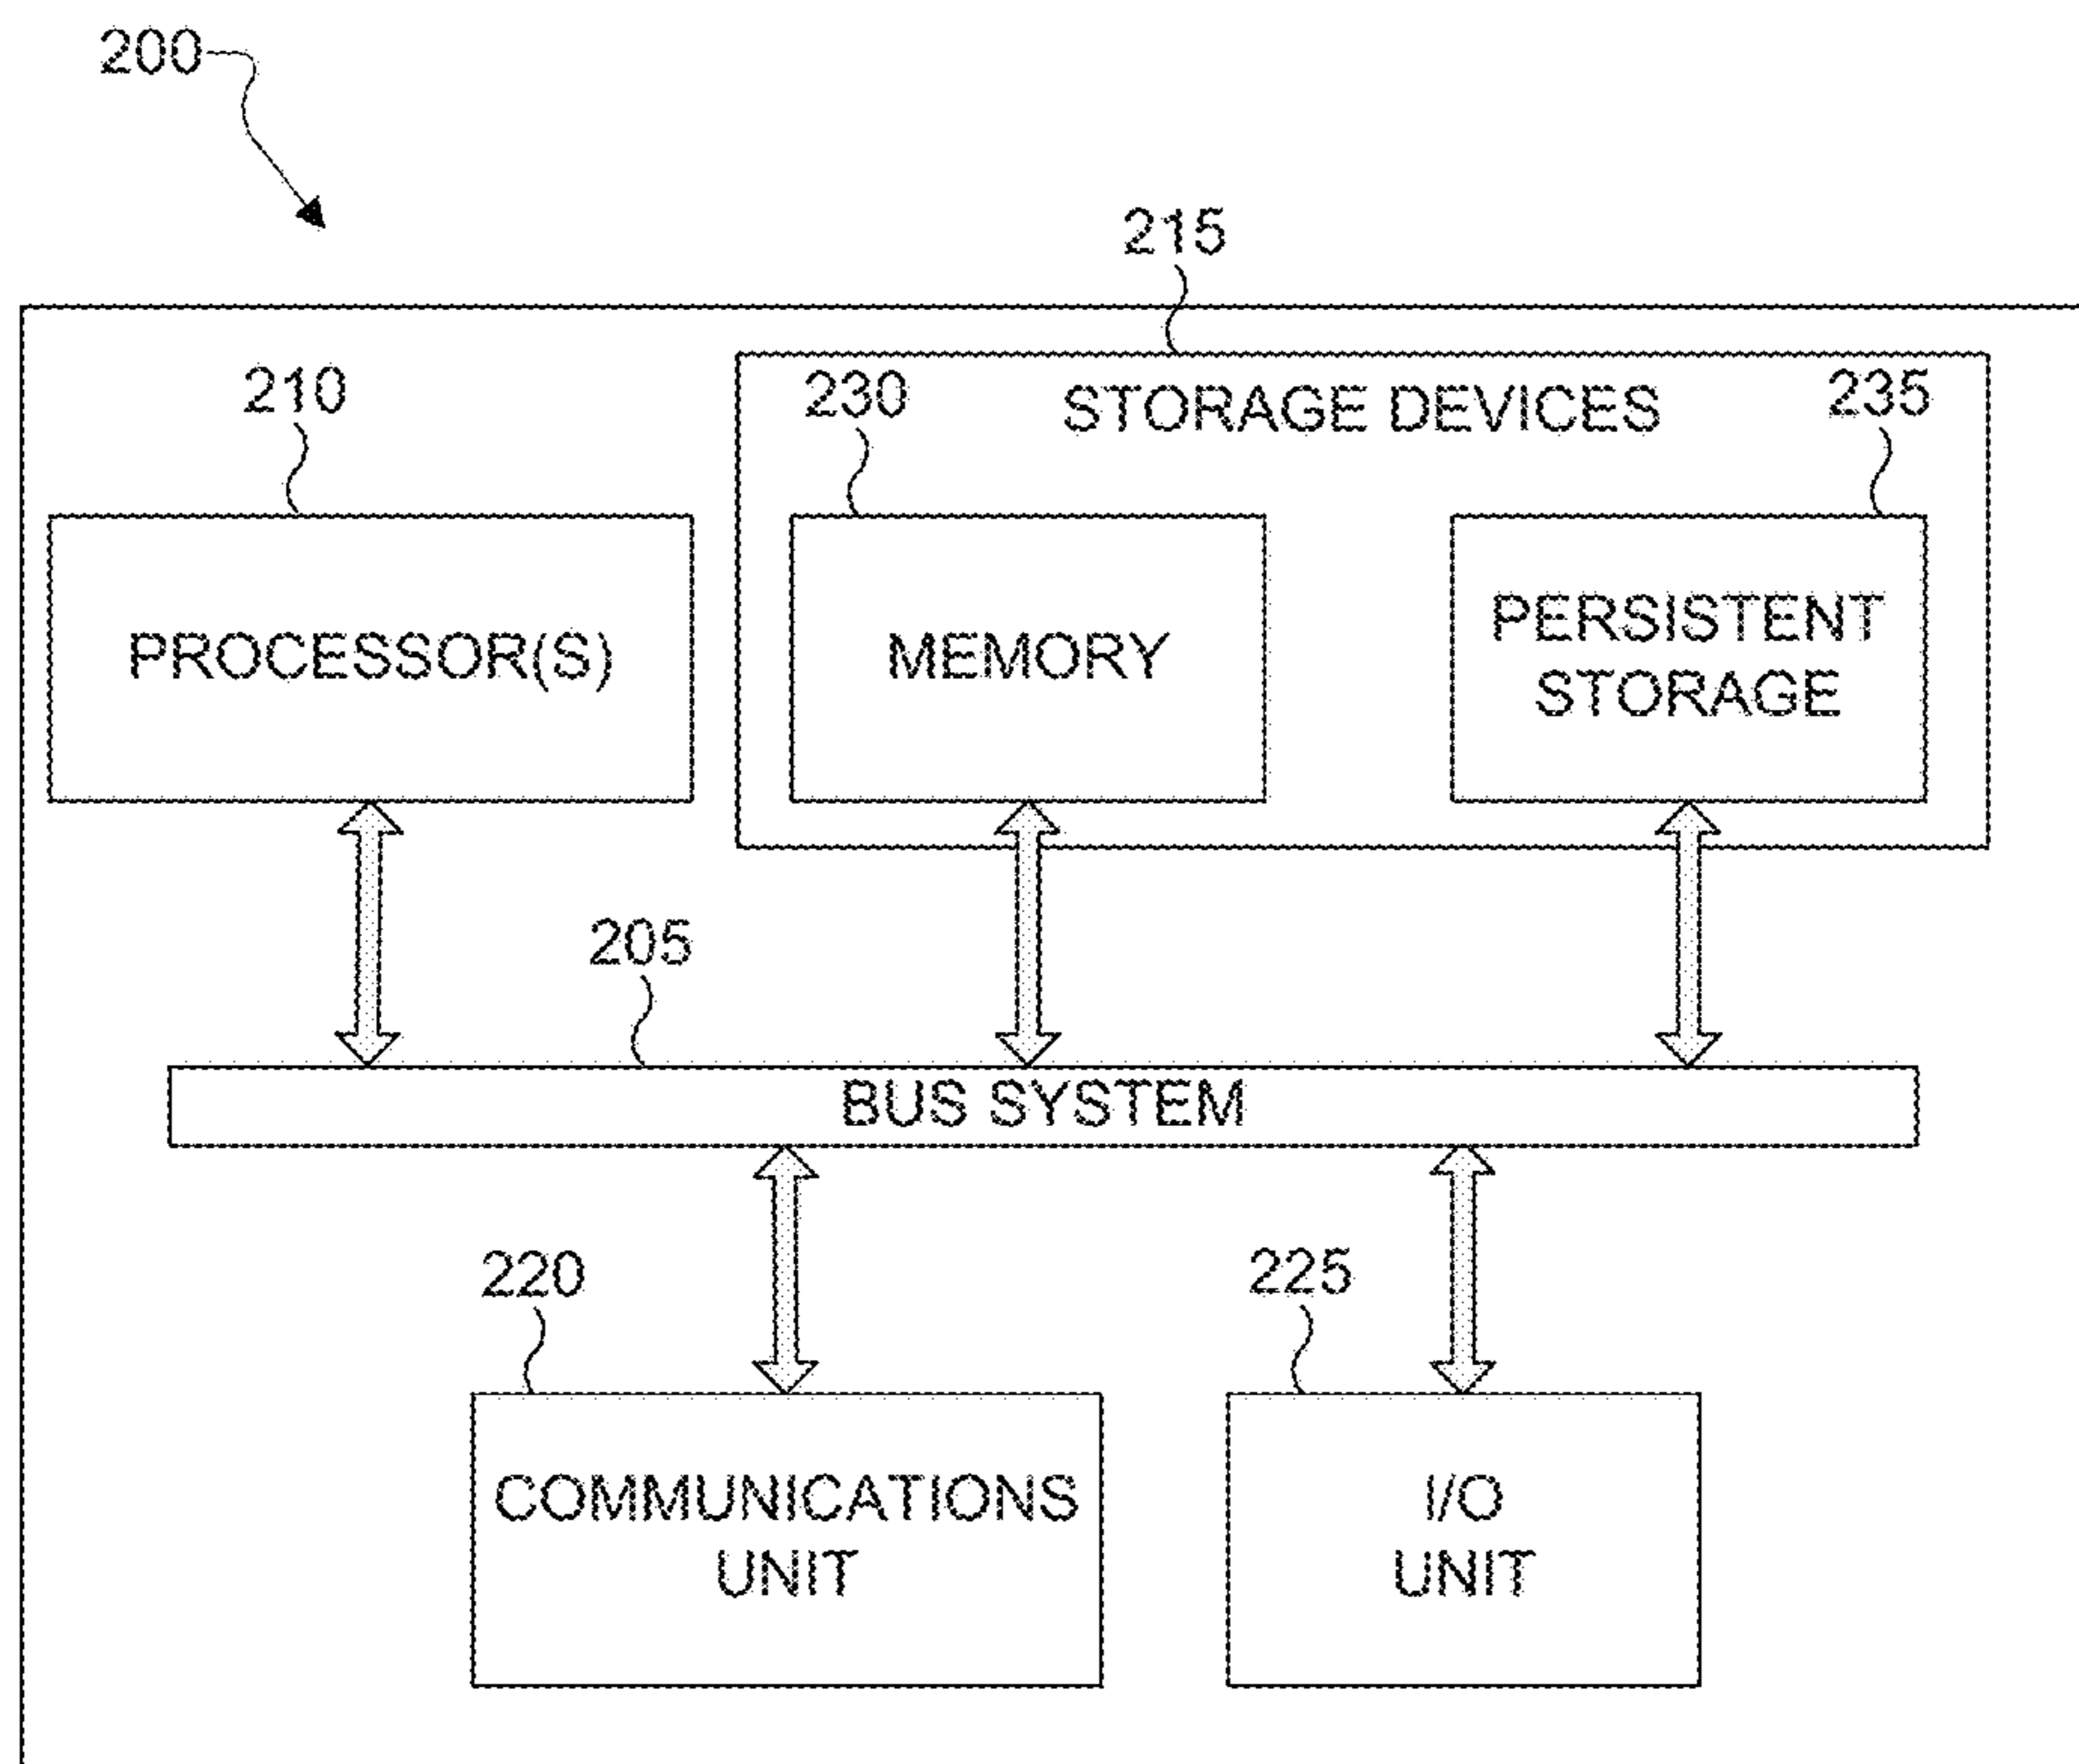 200
215
210
230
STORAGE DEVICES
235
PROCESSOR(S)
MEMORY
PERSISTENT
STORAGE
205
BUS SYSTEM
220
225
COMMUNICATIONS
UNIT
I/O
UNIT